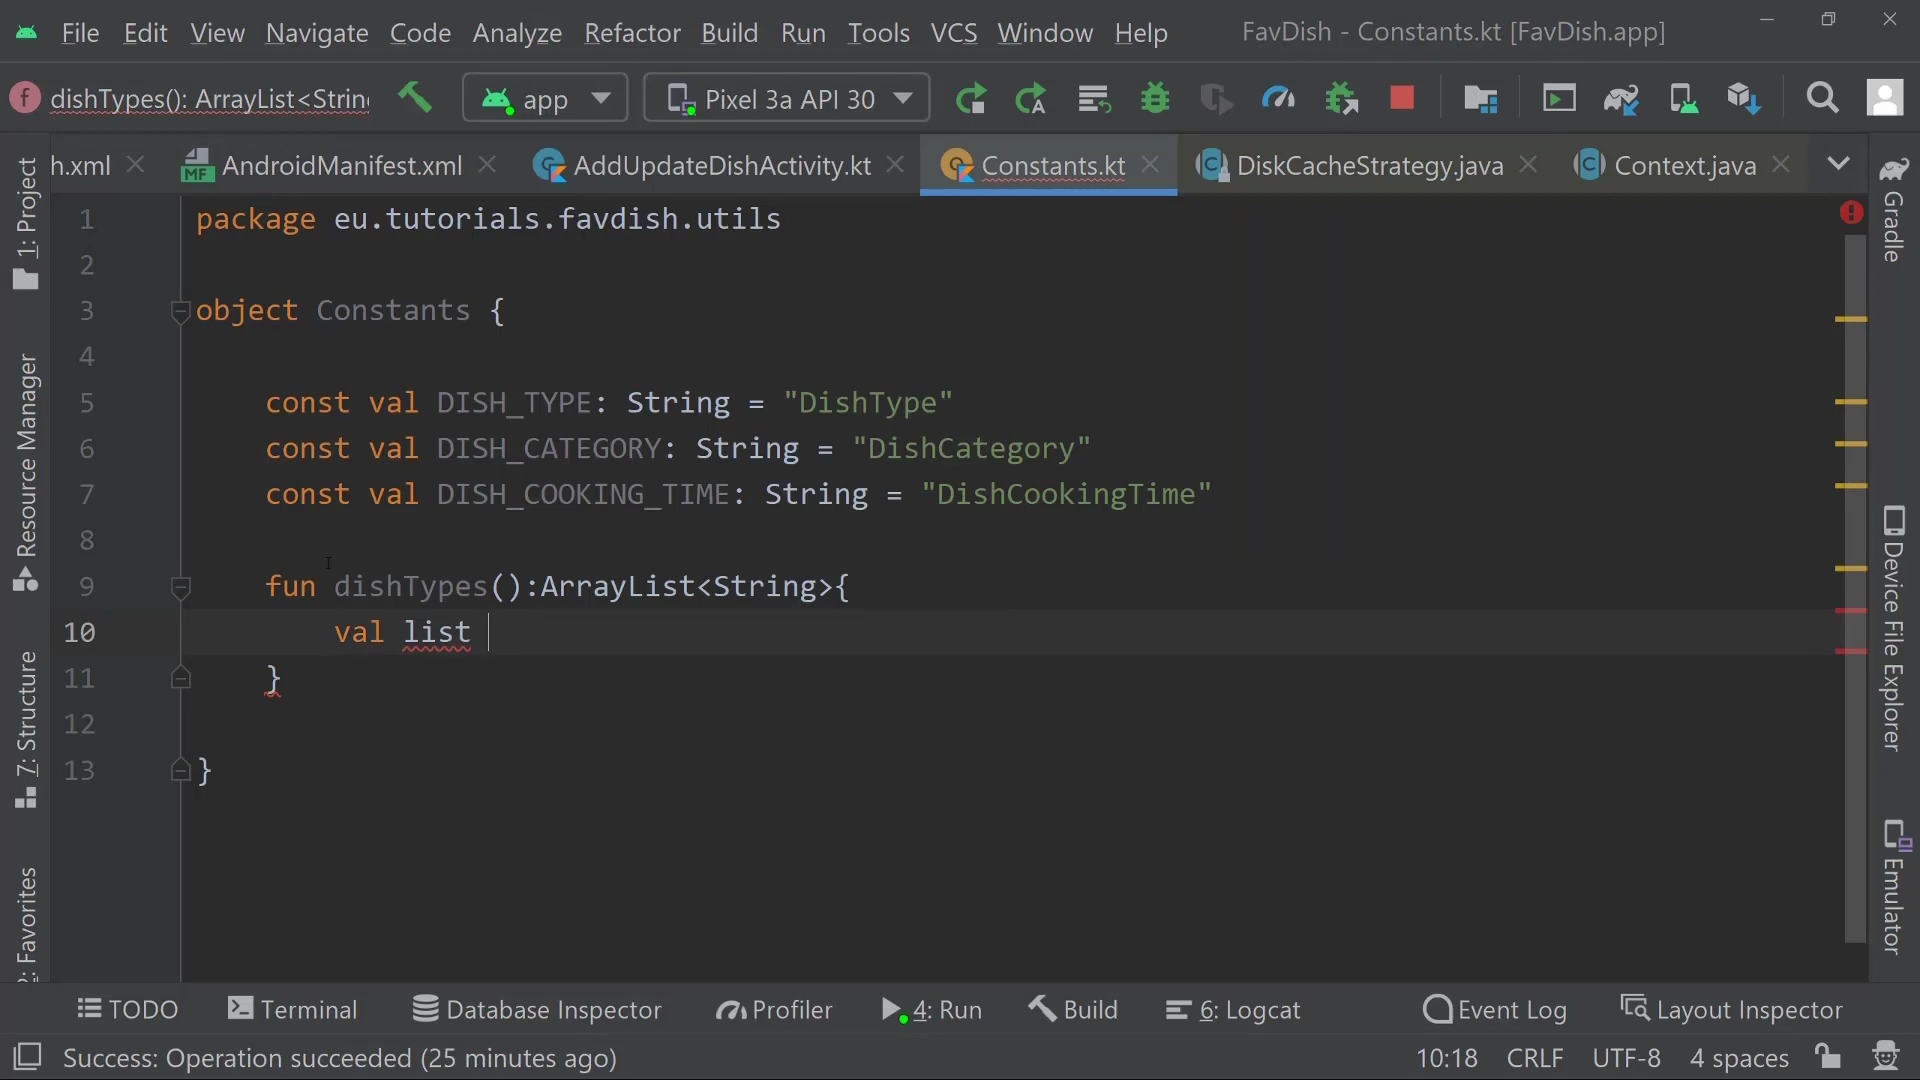 File Edit View Navigate Code Analyze Refactor Build Run Tools VCS Window Help FavDish - Constants.kt [FavDish.app]
f dishTypes(): ArrayList<String app Pixel 3a API 30
h.xml AndroidManifest.xml AddUpdateDishActivity.kt Constants.kt DiskCacheStrategy.java Context.java
1 package eu.tutorials.favdish.utils
2
3 object Constants {
4
5 const val DISH_TYPE: String = "DishType"
6 const val DISH_CATEGORY: String = "DishCategory"
7 const val DISH_COOKING_TIME: String = "DishCookingTime"
8
9 fun dishTypes():ArrayList<String>{
10 val list
11 }
12
13 }
1: Project
Resource Manager
7: Structure
2: Favorites
Gradle
Device File Explorer
Emulator
TODO Terminal Database Inspector Profiler 4: Run Build 6: Logcat Event Log Layout Inspector
Success: Operation succeeded (25 minutes ago) 10:18 CRLF UTF-8 4 spaces